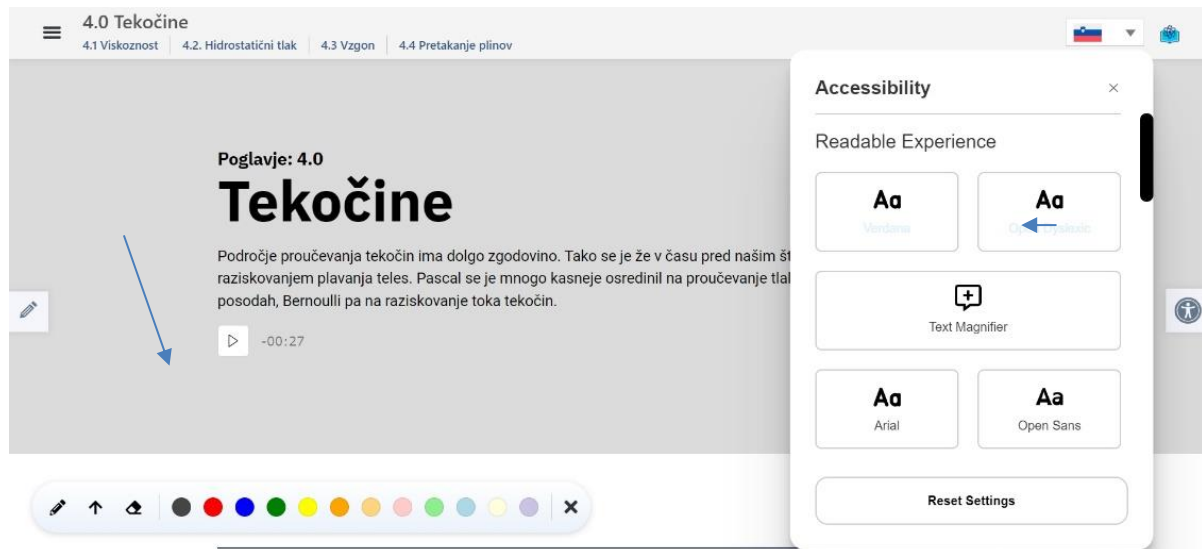 4.0 Tekočine
4.1 Viskoznost 4.2. Hidrostatični tlak 4.3 Vzgon 4.4 Pretakanje plinov
Poglavje: 4.0
Tekočine
Področje proučevanja tekočin ima dolgo zgodovino. Tako se je že v času pred našim št
raziskovanjem plavanja teles. Pascal se je mnogo kasneje osredinil na proučevanje tlal
posodah, Bernoulli pa na raziskovanje toka tekočin.
-00:27
Accessibility
Readable Experience
Aa Aa
Verdana
Text Magnifier
Aa Aa
Arial Open Sans
Reset Settings